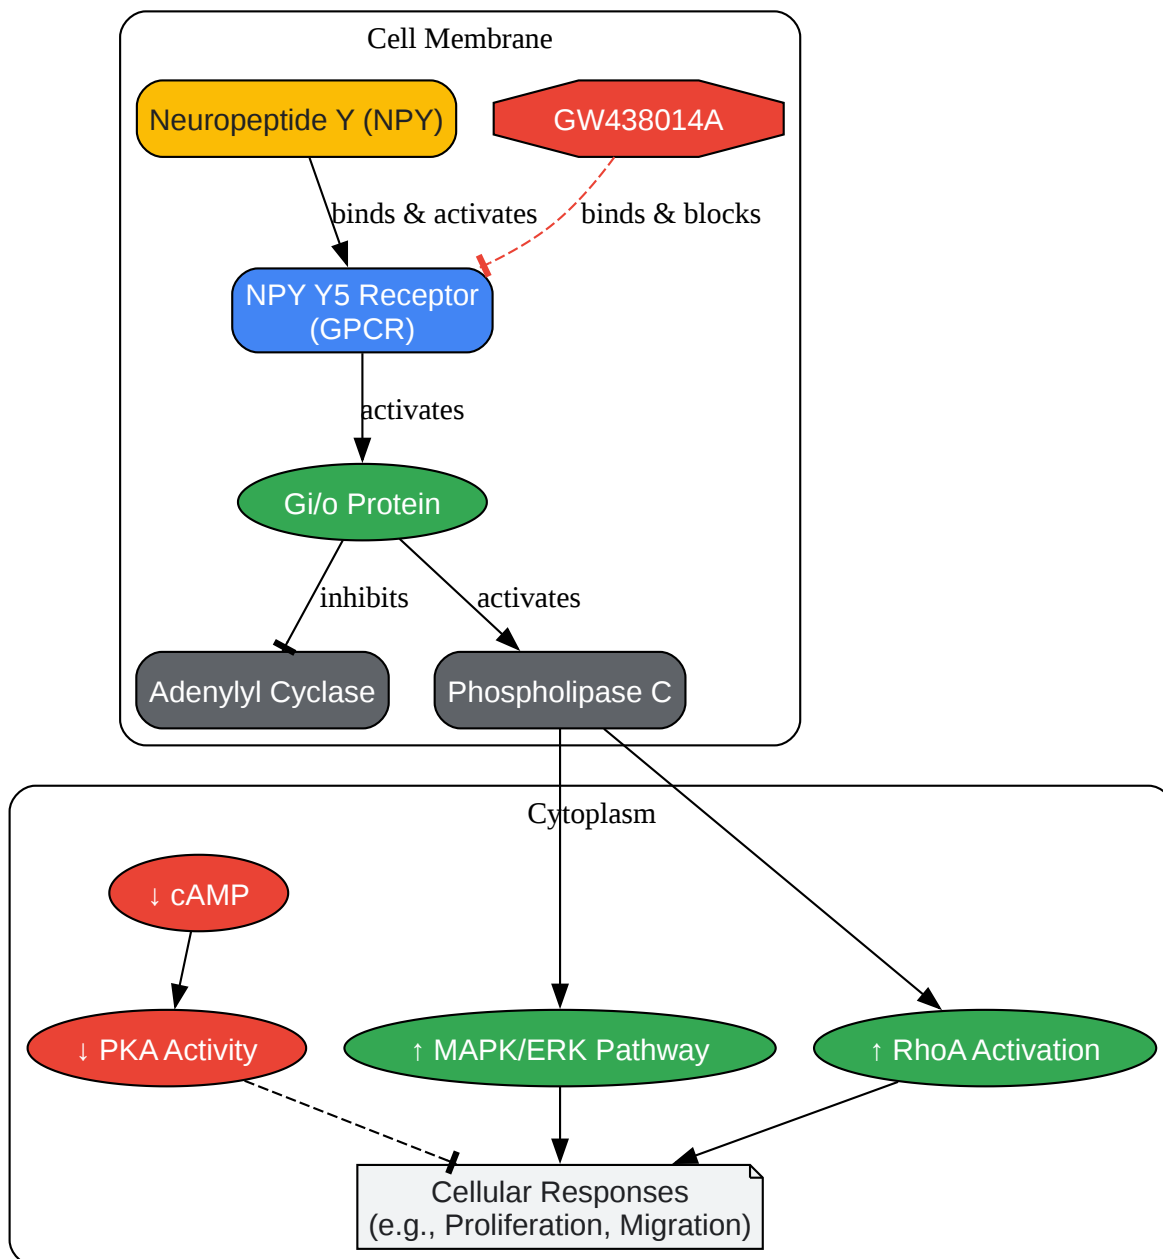 Cell Membrane
Neuropeptide Y (NPY)
GW438014A
binds & activates
binds & blocks
NPY Y5 Receptor
(GPCR)
activates
Gi/o Protein
inhibits
activates
Adenylyl Cyclase
Phospholipase C
Cytoplasm
↓ cAMP
↓ PKA Activity
↑ MAPK/ERK Pathway
↑ RhoA Activation
Cellular Responses
(e.g., Proliferation, Migration)